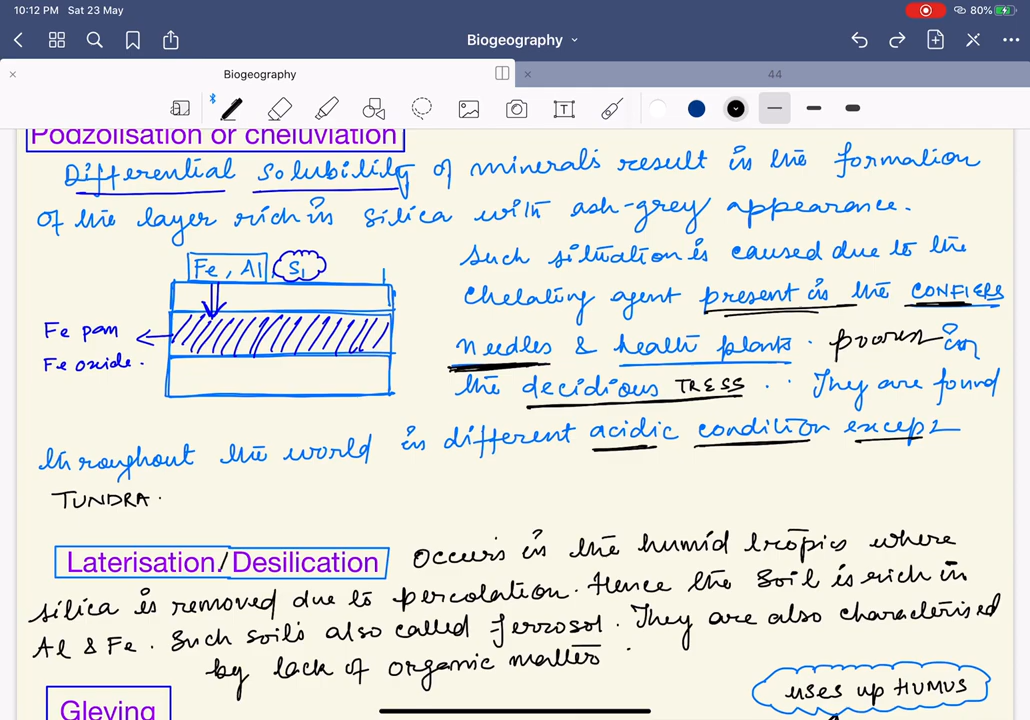 10:12 PM Sat 23 May
80%
Biogeography
Biogeography
44
Podzolisation or cheluviation
Differential Solubility of minerals result in the formation
of the layer rich in silica with ash-grey appearance.
Fe, Al Si
Such situation is caused due to the
chelating agent present in the CONFIERS
Fe pan
needles & health plants. poorer in
Fe oxide.
the decidious TRESS .. They are found
throughout the world in different acidic condition except
TUNDRA.
Laterisation/Desilication Occurs in the humid tropics where
silica is removed due to percolation. Hence the soil is rich in
Al & Fe. Such soils also called ferrosol. They are also characterised
by lack of organic matter.
uses up HUMUS
Gleying